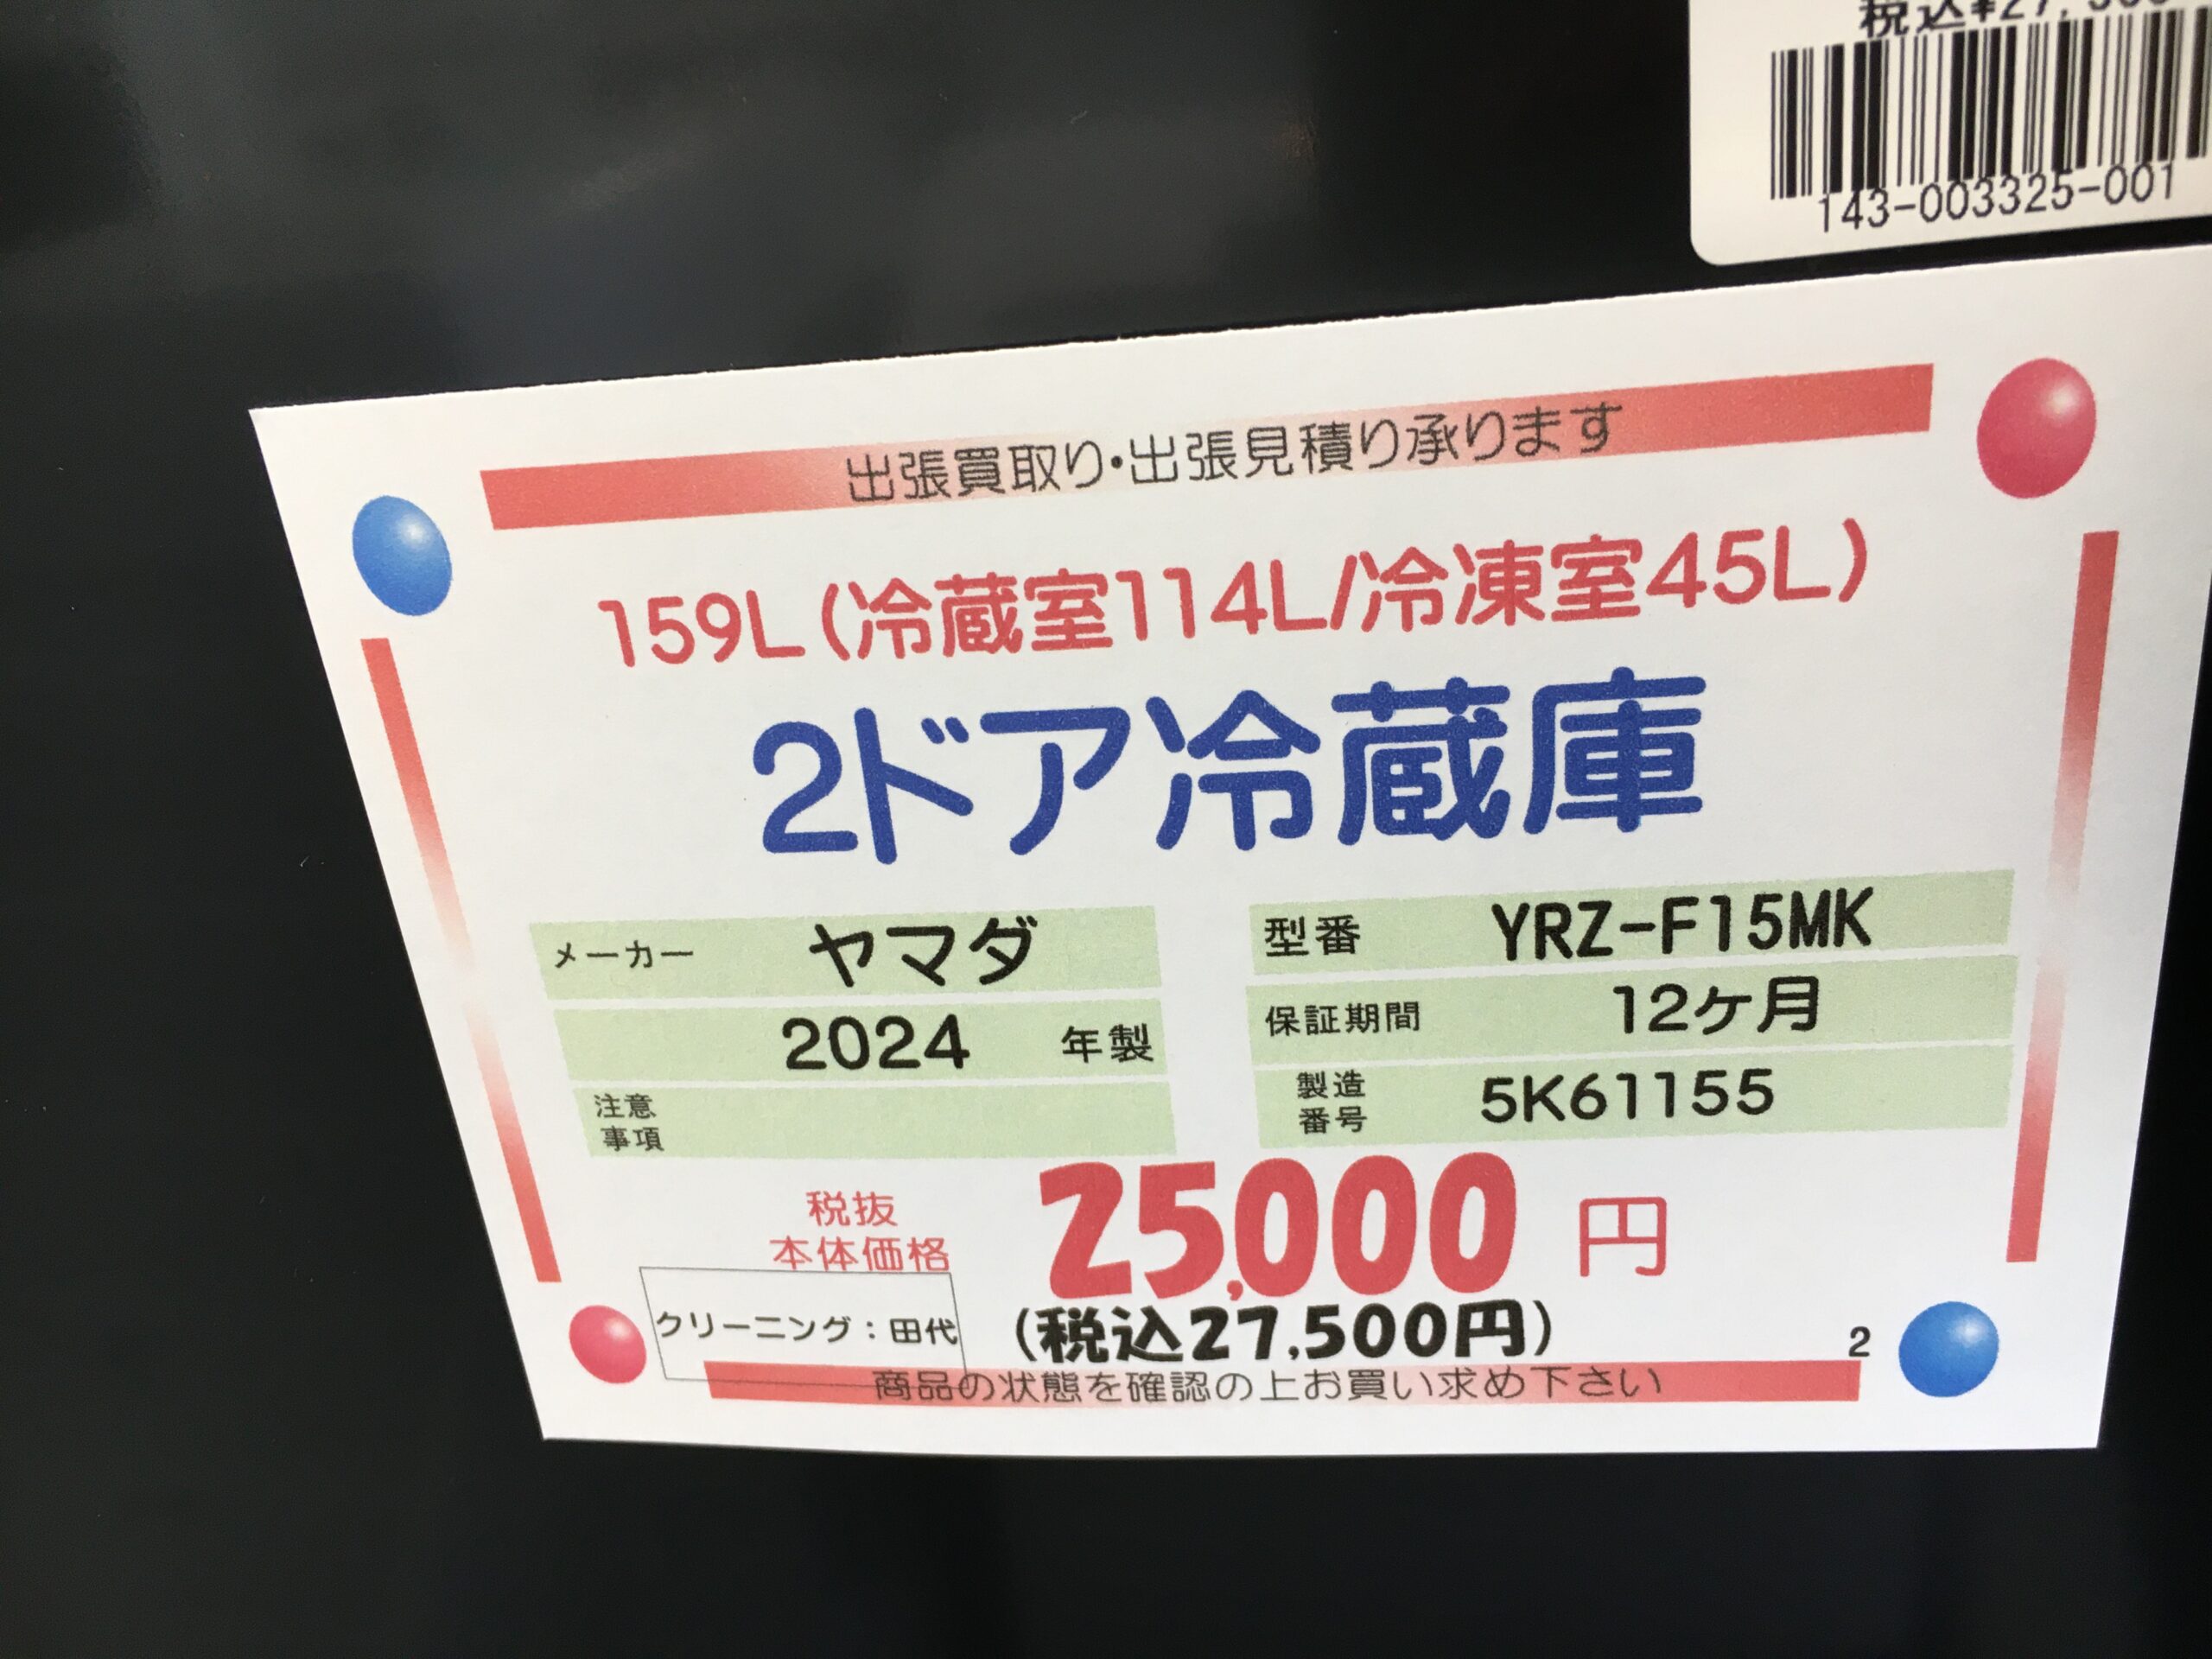 税込¥27,500
143-003325-001
出張買取り・出張見積り承ります
159L(冷蔵室114L/冷凍室45L)
2ドア冷蔵庫
メーカー ヤマダ
型番 YRZ-F15MK
2024 年製
保証期間 12ヶ月
注意事項
製造番号 5K61155
税抜
本体価格 25,000 円
クリーニング：田代
(税込27,500円)
2
商品の状態を確認の上お買い求め下さい